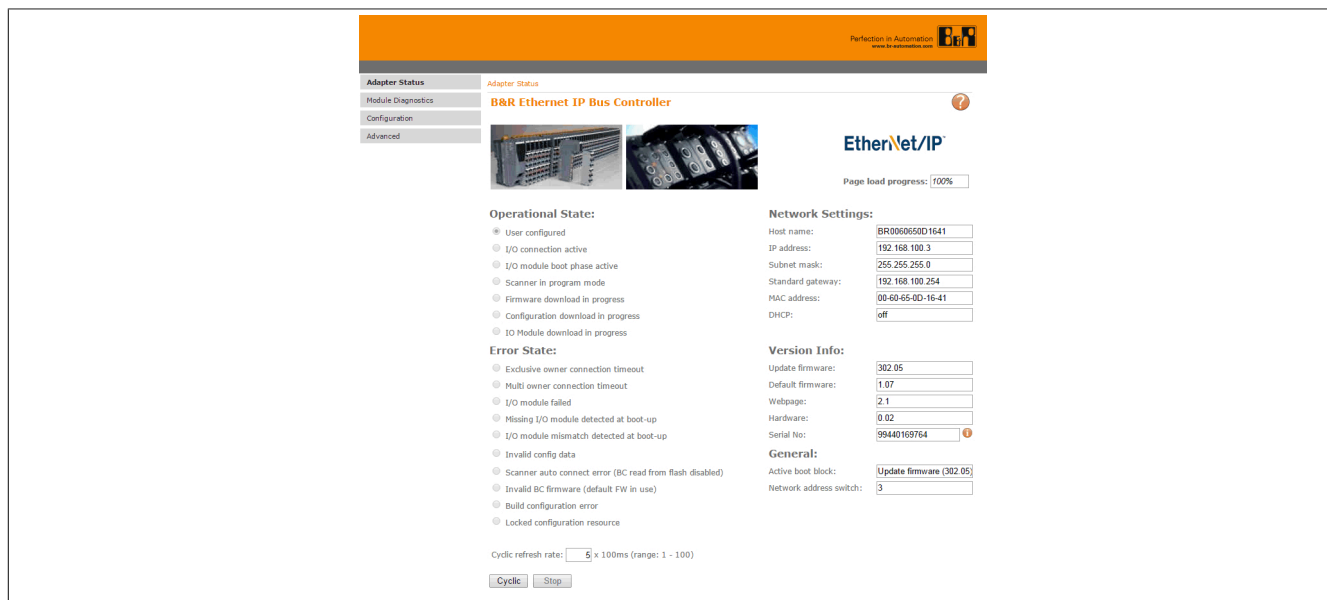 Perfection in Automation
www.br-automation.com
B&R
Adapter Status
Module Diagnostics
Configuration
Advanced
Adapter Status
B&R Ethernet IP Bus Controller
?
EtherNet/IP™
Page load progress: 100%
Operational State:
User configured
I/O connection active
I/O module boot phase active
Scanner in program mode
Firmware download in progress
Configuration download in progress
IO Module download in progress
Network Settings:
Host name: BR0060650D1641
IP address: 192.168.100.3
Subnet mask: 255.255.255.0
Standard gateway: 192.168.100.254
MAC address: 00-60-65-0D-16-41
DHCP: off
Error State:
Exclusive owner connection timeout
Multi owner connection timeout
I/O module failed
Missing I/O module detected at boot-up
I/O module mismatch detected at boot-up
Invalid config data
Scanner auto connect error (BC read from flash disabled)
Invalid BC firmware (default FW in use)
Build configuration error
Locked configuration resource
Version Info:
Update firmware: 302.05
Default firmware: 1.07
Webpage: 2.1
Hardware: 0.02
Serial No: 99440169764 i
General:
Active boot block: Update firmware (302.05)
Network address switch: 3
Cyclic refresh rate: 5 x 100ms (range: 1 - 100)
Cyclic Stop